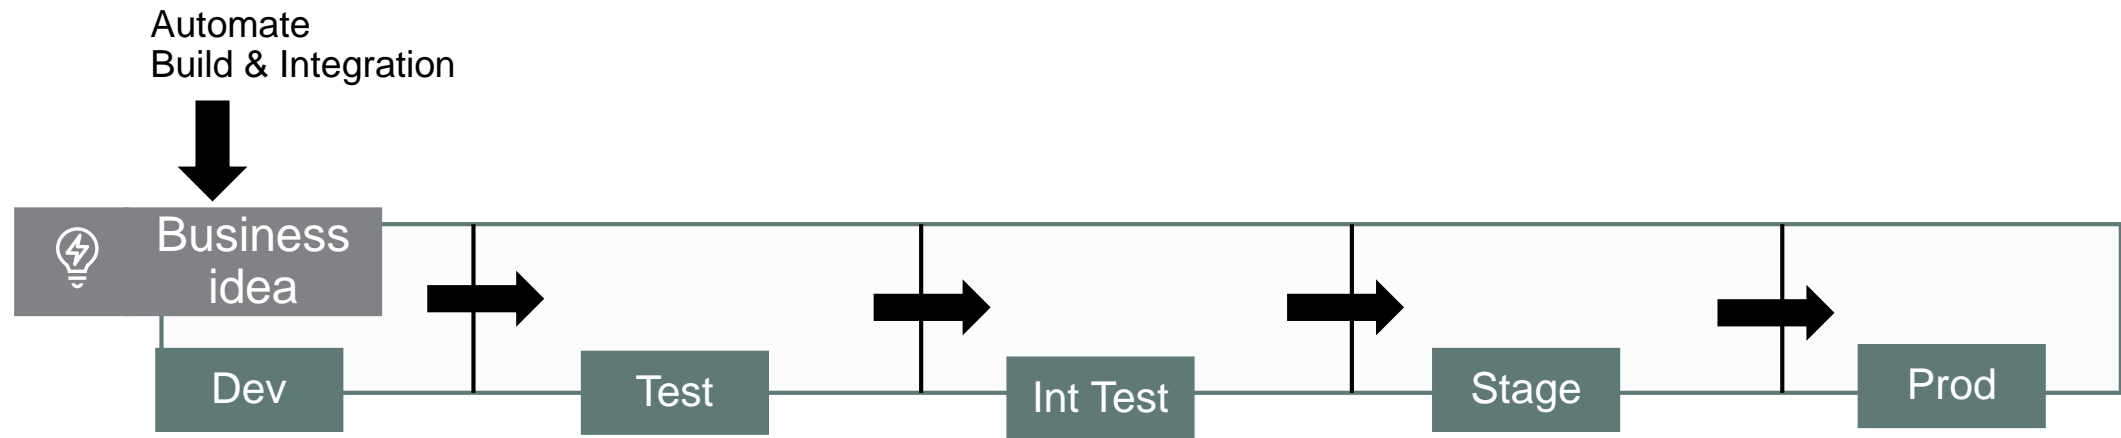 Automate
Build & Integration
Business
idea
Dev
Test
Int Test
Stage
Prod